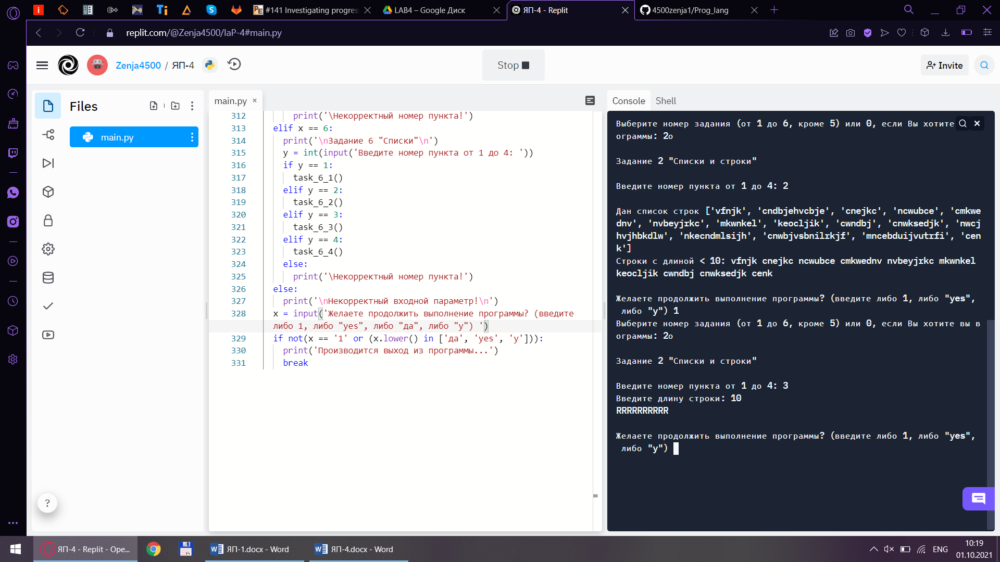 #141 Investigating progres
LAB4 – Google Диск
ЯП-4 - Replit
4500zenja1/Prog_lang
replit.com/@Zenja4500/IaP-4#main.py
Zenja4500 / ЯП-4
Stop
Invite
Files
main.py
main.py ×
Console
Shell
312 print('\Некорректный номер пункта!')
313 elif x == 6:
314 print('\nЗадание 6 "Списки"\n')
315 y = int(input('Введите номер пункта от 1 до 4: '))
316 if y == 1:
317 task_6_1()
318 elif y == 2:
319 task_6_2()
320 elif y == 3:
321 task_6_3()
322 elif y == 4:
323 task_6_4()
324 else:
325 print('\Некорректный номер пункта!')
326 else:
327 print('\nНекорректный входной параметр!\n')
328 x = input('Желаете продолжить выполнение программы? (введите
либо 1, либо "yes", либо "да", либо "y") ')
329 if not(x == '1' or (x.lower() in ['да', 'yes', 'y'])):
330 print('Производится выход из программы...')
331 break
Выберите номер задания (от 1 до 6, кроме 5) или 0, если Вы хотите
ограммы: 2о
Задание 2 "Списки и строки"
Введите номер пункта от 1 до 4: 2
Дан список строк ['vfnjk', 'cndbjehvcbje', 'cnejkc', 'ncwubce', 'cmkwe
dnv', 'nvbeyjrkc', 'mkwnkel', 'keocljik', 'cwndbj', 'cnwksedjk', 'nwcj
hvjhbkdlw', 'nkecndmlsijh', 'cnwbjvsbnilrkjf', 'mncebduijvutrfi', 'cen
k']
Строки с длиной < 10: vfnjk cnejkc ncwubce cmkwednv nvbeyjrkc mkwnkel
keocljik cwndbj cnwksedjk cenk
Желаете продолжить выполнение программы? (введите либо 1, либо "yes",
либо "y") 1
Выберите номер задания (от 1 до 6, кроме 5) или 0, если Вы хотите вы в
ограммы: 2о
Задание 2 "Списки и строки"
Введите номер пункта от 1 до 4: 3
Введите длину строки: 10
RRRRRRRRRR
Желаете продолжить выполнение программы? (введите либо 1, либо "yes",
либо "y")
?
ЯП-4 - Replit - Ope...
ЯП-1.docx - Word
ЯП-4.docx - Word
ENG
10:19
01.10.2021